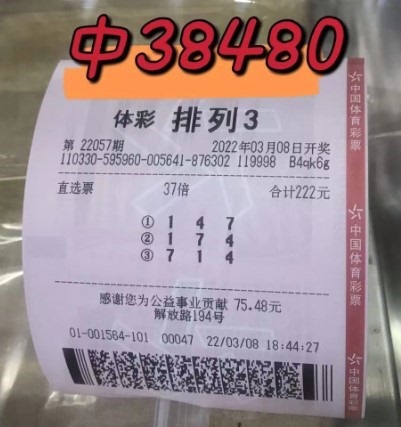 中38480
体彩 排列3
第 22057期 2022年03月08日开奖
110330-595960-005641-876302 119998 B4qk6g
直选票 37倍 合计222元
① 1 4 7
② 1 7 4
③ 7 1 4
感谢您为公益事业贡献 75.48元
解放路194号
01-001564-101 00047 22/03/08 18:44:27
中国体育彩票
中国体育彩票
中国体育彩票